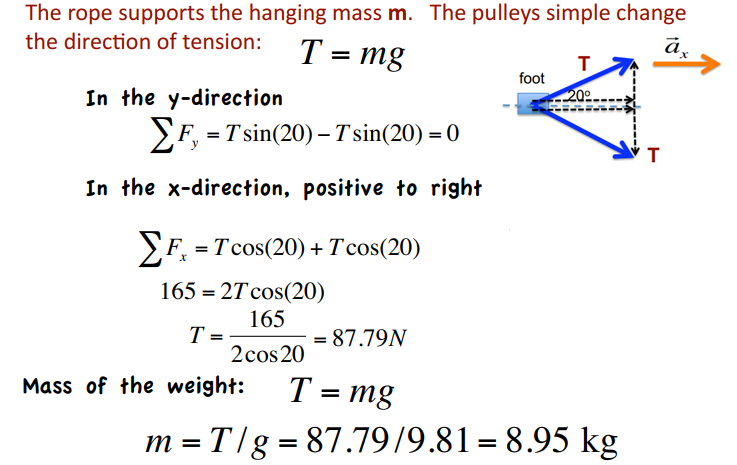 The rope supports the hanging mass m. The pulleys simple change
the direction of tension: T = mg
a⃗ₓ
T
foot
20°
T
In the y-direction
∑F_y = T sin(20) – T sin(20) = 0
In the x-direction, positive to right
∑F_x = T cos(20) + T cos(20)
165 = 2T cos(20)
T = 165 / 2cos20 = 87.79N
Mass of the weight: T = mg
m = T / g = 87.79/9.81 = 8.95 kg